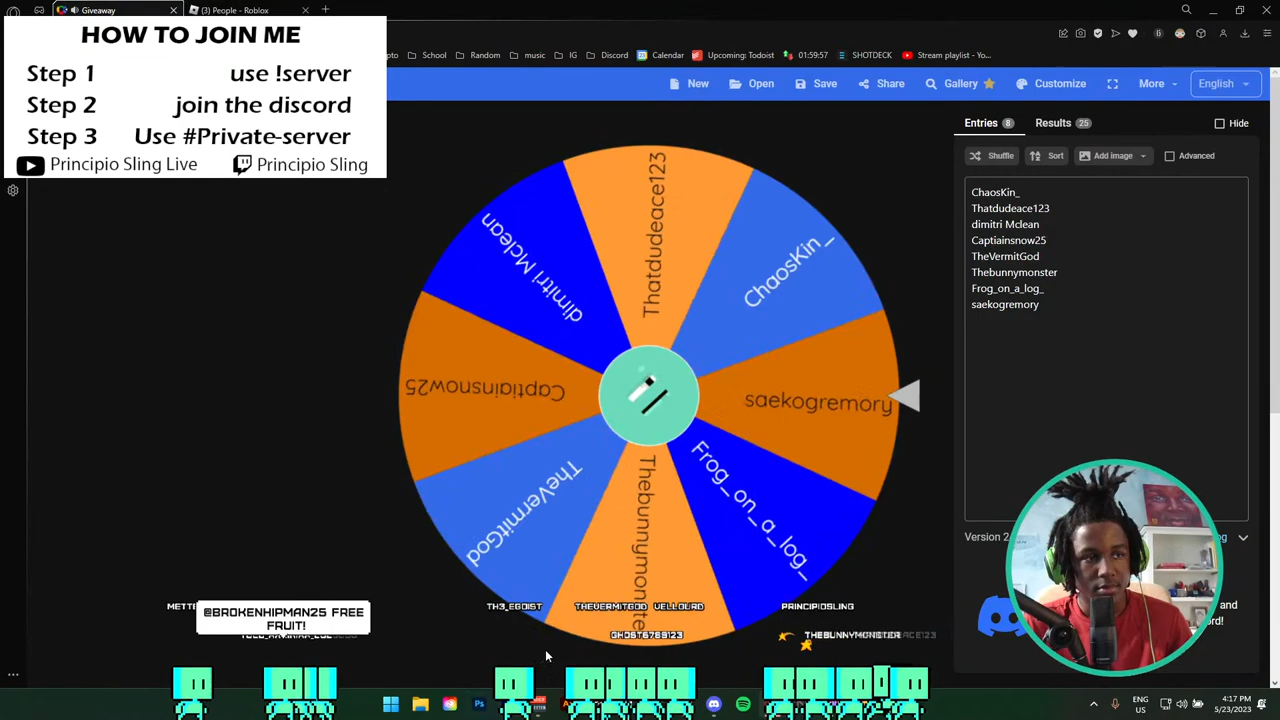 Giveaway
(3) People - Roblox
HOW TO JOIN ME
Step 1 use !server
Step 2 join the discord
Step 3 Use #Private-server
Principio Sling Live Principio Sling
School
Random
music
IG
Discord
Calendar
Upcoming: Todoist
01:59:57
SHOTDECK
Stream playlist - Yo...
New
Open
Save
Share
Gallery
Customize
More
English
Entries 8
Results 25
Hide
Shuffle
Sort
Add image
Advanced
ChaosKin_
Thatdudeace123
dimitri Mclean
Captiainsnow25
TheVermitGod
Thebunnymonster
Frog_on_a_log_
saekogremory
Thatdudeace123
ChaosKin_
saekogremory
Frog_on_a_log_
Thebunnymonste
TheVermitGod
Captiainsnow25
dimitri Mclean
@BROKENHIPMAN25 FREE
FRUIT!
TH3_EGOIST
THEVERMITGOD VELLOURD
GHOST6789123
PRINCIPIOSLING
THEBUNNYMONSTER
ENG
US
4:17 PM
5/23/2023